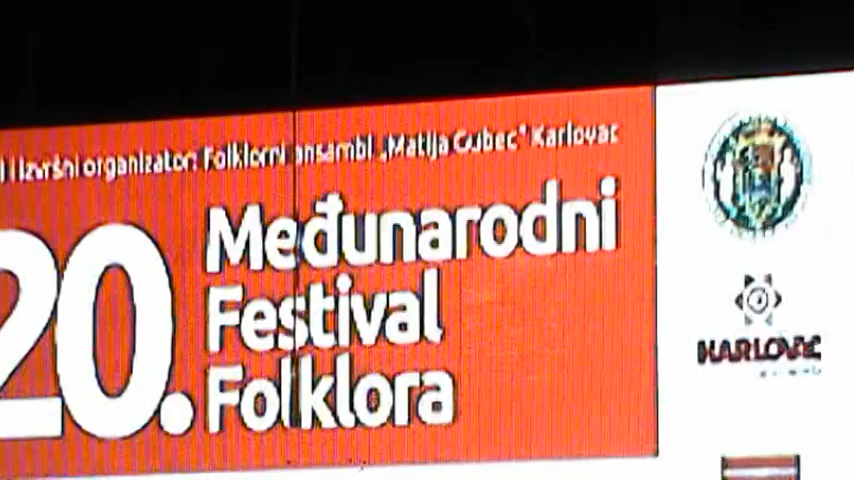 i izvršni organizator: Folklorni ansambl „Matija Gubec“ Karlovac
20. Međunarodni
Festival
Folklora
KARLOVAC